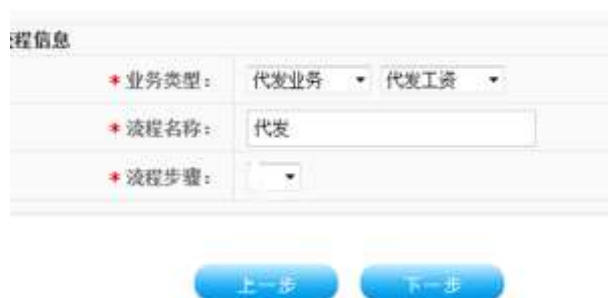 程信息
* 业务类型： 代发业务 代发工资
* 流程名称： 代发
* 流程步骤：
上一步 下一步